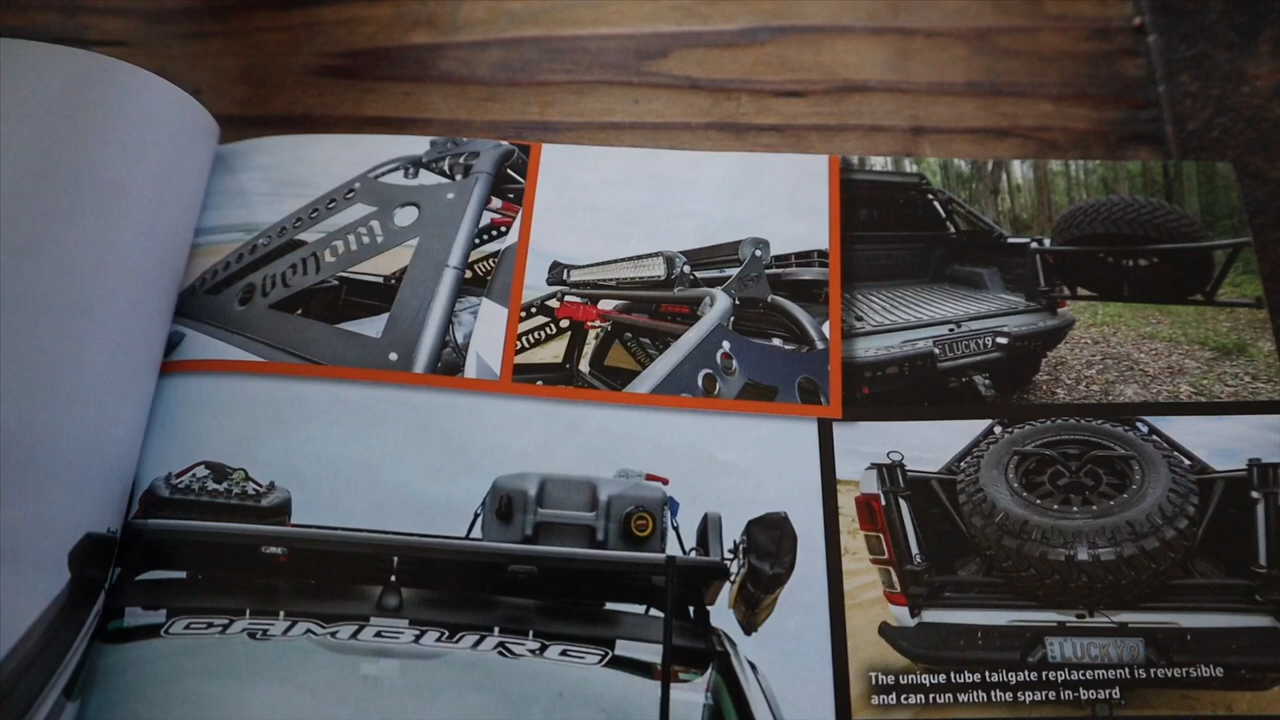 venom
LUCKY9
CAMBURG
LUCKY9
The unique tube tailgate replacement is reversible
and can run with the spare in-board.